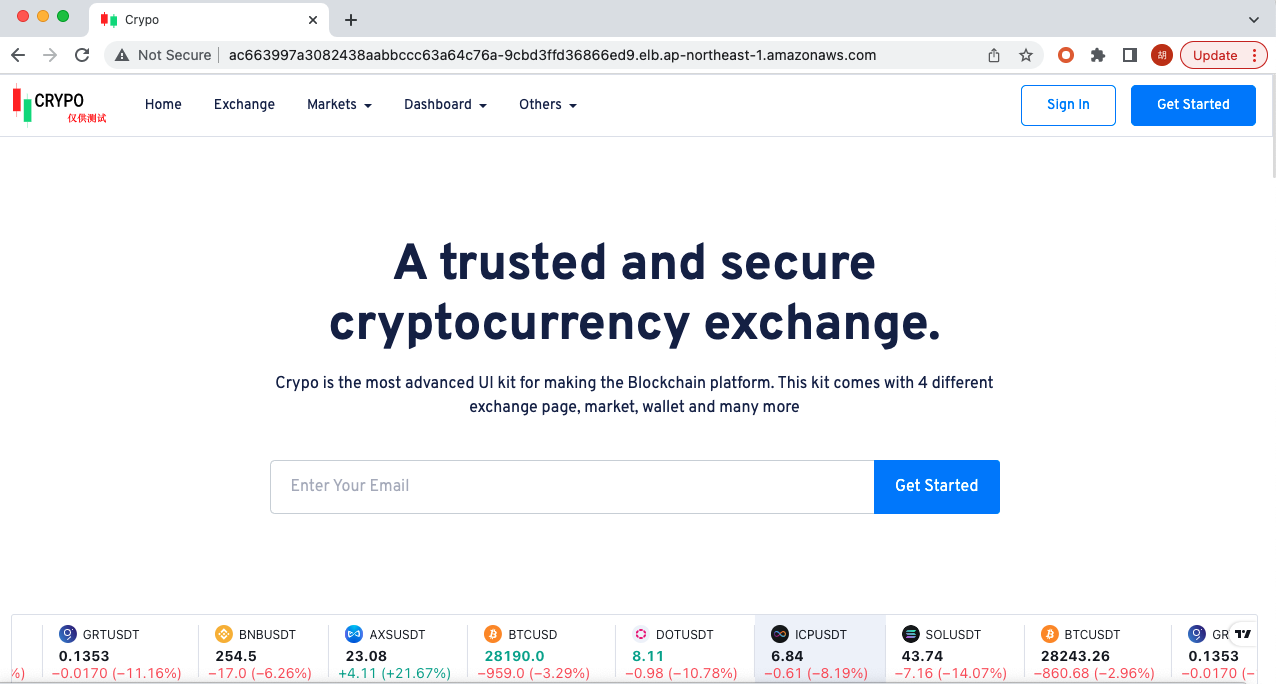 Crypo
Not Secure
ac663997a3082438aabbccc63a64c76a-9cbd3ffd36866ed9.elb.ap-northeast-1.amazonaws.com
胡
Update
CRYPO
仅供测试
Home
Exchange
Markets
Dashboard
Others
Sign In
Get Started
A trusted and secure
cryptocurrency exchange.
Crypo is the most advanced UI kit for making the Blockchain platform. This kit comes with 4 different
exchange page, market, wallet and many more
Enter Your Email
Get Started
%)
GRTUSDT
0.1353
−0.0170 (−11.16%)
BNBUSDT
254.5
−17.0 (−6.26%)
AXSUSDT
23.08
+4.11 (+21.67%)
BTCUSD
28190.0
−959.0 (−3.29%)
DOTUSDT
8.11
−0.98 (−10.78%)
ICPUSDT
6.84
−0.61 (−8.19%)
SOLUSDT
43.74
−7.16 (−14.07%)
BTCUSDT
28243.26
−860.68 (−2.96%)
GR
0.1353
−0.0170 (−